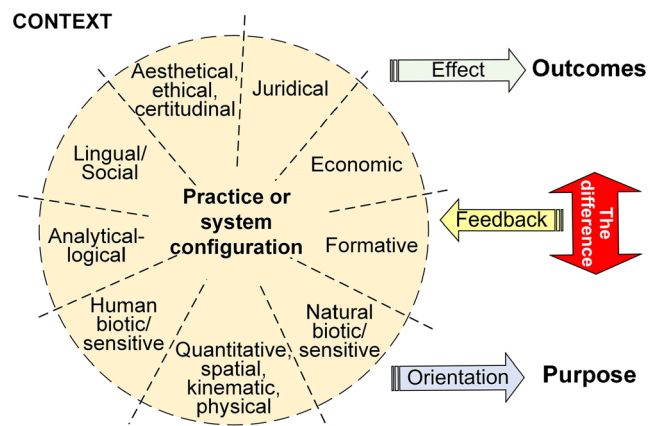 CONTEXT
Aesthetical,
ethical,
certitudinal
Juridical
Effect
Outcomes
Lingual/
Social
Economic
Practice or
system
configuration
Feedback
The
difference
Analytical-
logical
Formative
Human
biotic/
sensitive
Natural
biotic/
sensitive
Quantitative,
spatial,
kinematic,
physical
Orientation
Purpose